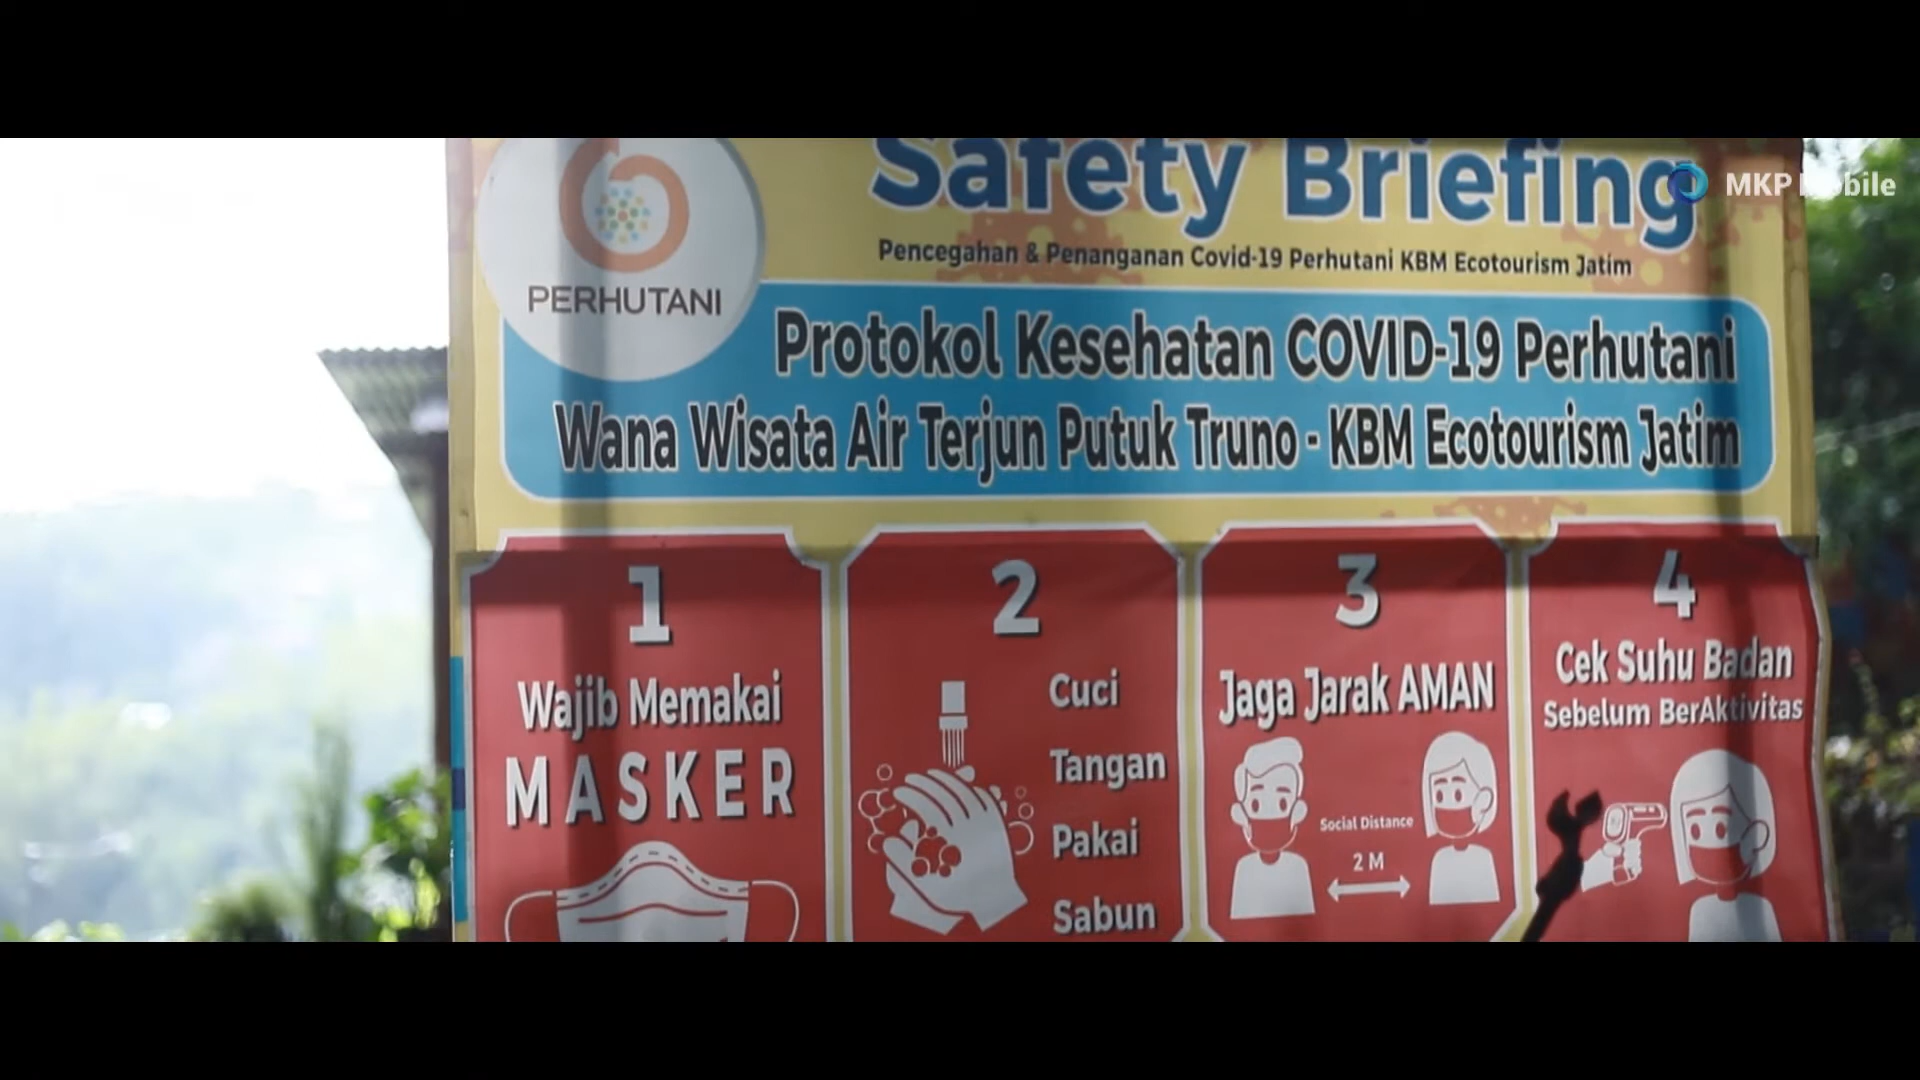 Safety Briefing
MKP Mobile
Pencegahan & Penanganan Covid-19 Perhutani KBM Ecotourism Jatim
PERHUTANI
Protokol Kesehatan COVID-19 Perhutani
Wana Wisata Air Terjun Putuk Truno - KBM Ecotourism Jatim
1
Wajib Memakai
MASKER
2
Cuci
Tangan
Pakai
Sabun
3
Jaga Jarak AMAN
Social Distance
2 M
4
Cek Suhu Badan
Sebelum BerAktivitas